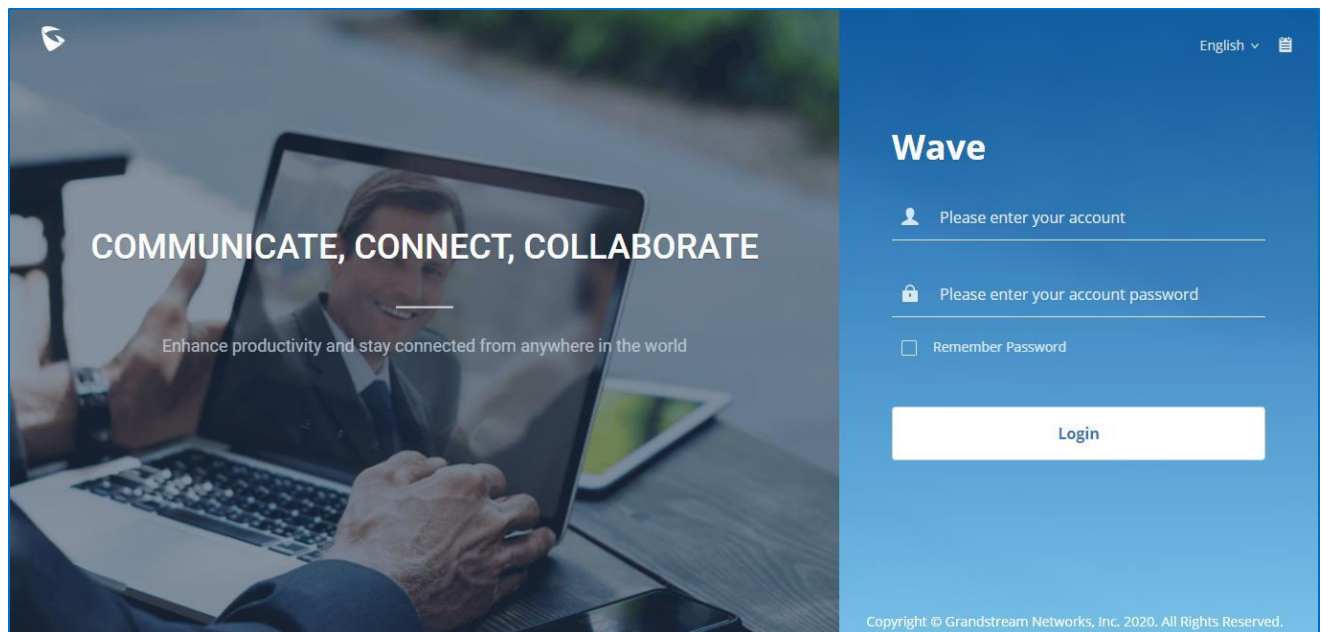 English
Wave
Please enter your account
COMMUNICATE, CONNECT, COLLABORATE
Please enter your account password
Enhance productivity and stay connected from anywhere in the world
Remember Password
Login
Copyright © Grandstream Networks, Inc. 2020. All Rights Reserved.